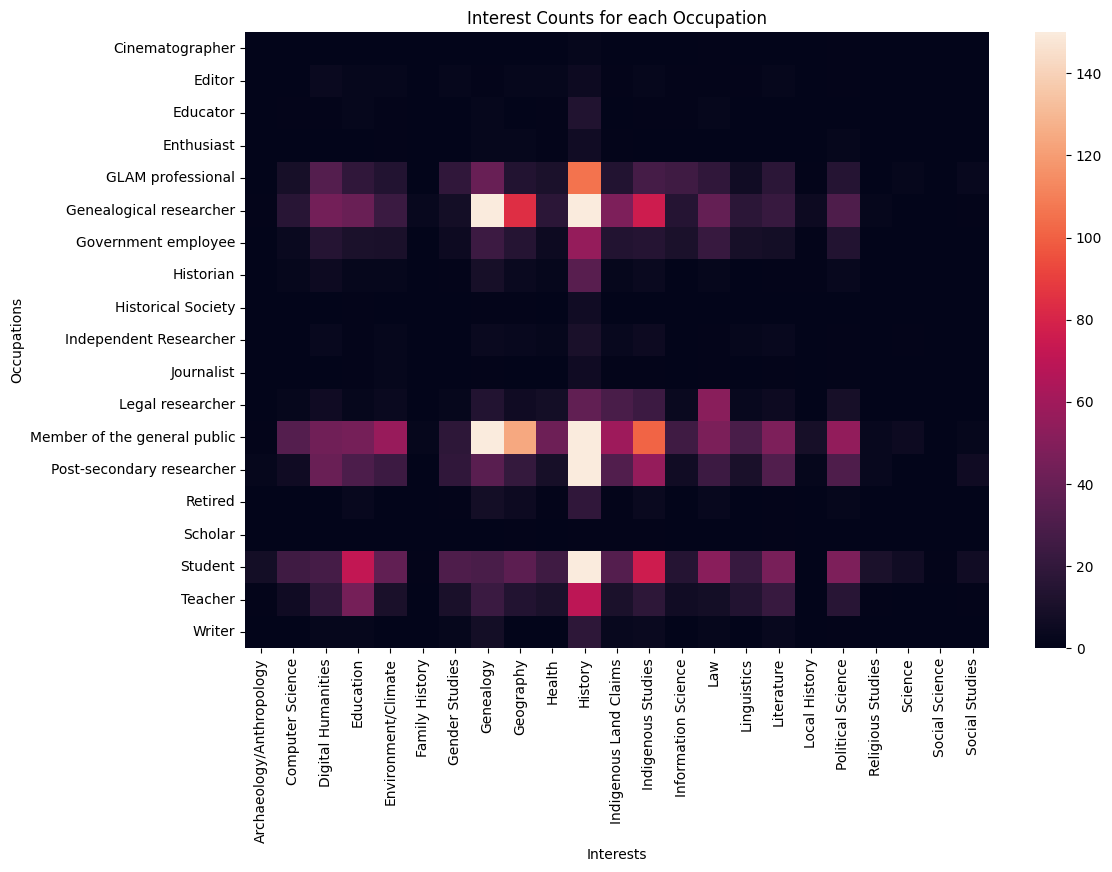 Interest Counts for each Occupation
Cinematographer
Editor
Educator
Enthusiast
GLAM professional
Genealogical researcher
Government employee
Historian
Historical Society
Independent Researcher
Journalist
Legal researcher
Member of the general public
Post-secondary researcher
Retired
Scholar
Student
Teacher
Writer
Occupations
Archaeology/Anthropology
Computer Science
Digital Humanities
Education
Environment/Climate
Family History
Gender Studies
Genealogy
Geography
Health
History
Indigenous Land Claims
Indigenous Studies
Information Science
Law
Linguistics
Literature
Local History
Political Science
Religious Studies
Science
Social Science
Social Studies
Interests
140
120
100
80
60
40
20
0